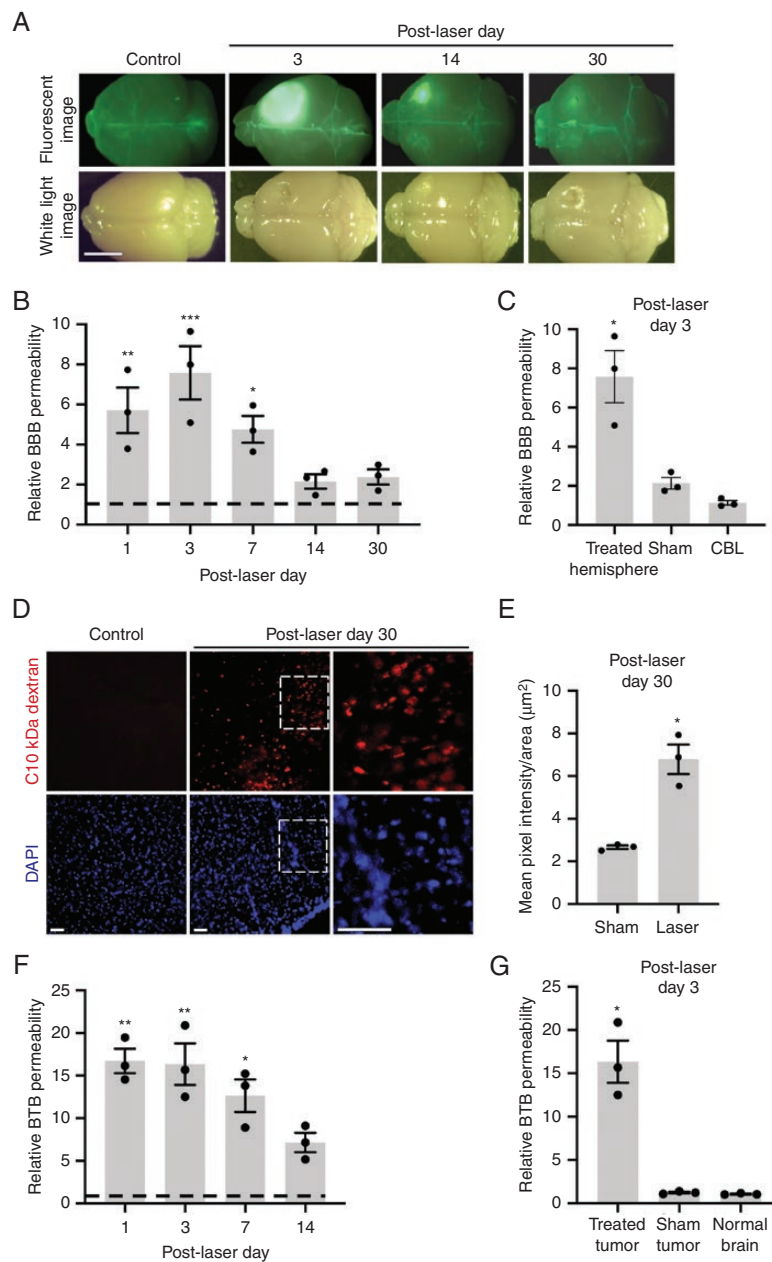 A
Post-laser day
Control
3
14
30
Fluorescent
image
White light
image
B
Relative BBB permeability
10
8
6
4
2
0
**
***
*
1
3
7
14
30
Post-laser day
C
Post-laser
day 3
Relative BBB permeability
10
8
6
4
2
0
*
Treated Sham CBL
hemisphere
D
Control
Post-laser day 30
C10 kDa dextran
DAPI
E
Post-laser
day 30
Mean pixel intensity/area (µm²)
10
8
6
4
2
0
*
Sham Laser
F
Relative BTB permeability
25
20
15
10
5
0
**
**
*
1
3
7
14
Post-laser day
G
Post-laser
day 3
Relative BTB permeability
25
20
15
10
5
0
*
Treated Sham Normal
tumor tumor brain